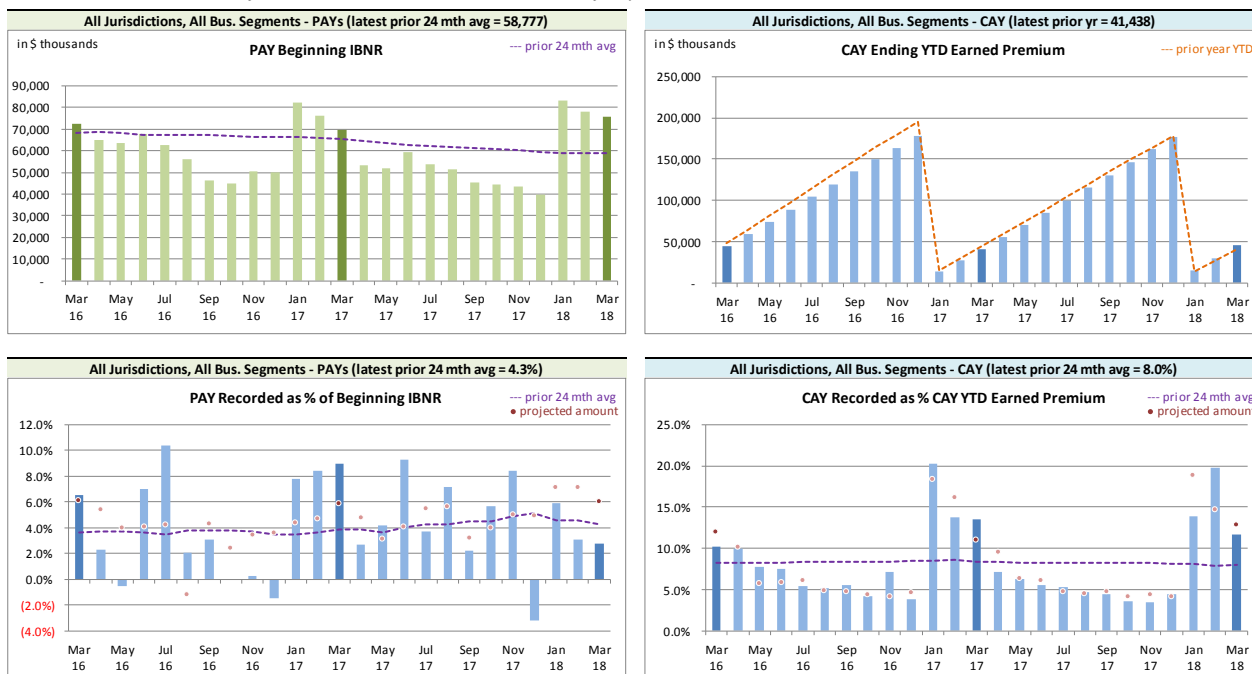 All Jurisdictions, All Bus. Segments - PAYs (latest prior 24 mth avg = 58,777)
in $ thousands
PAY Beginning IBNR
--- prior 24 mth avg
90,000
80,000
70,000
60,000
50,000
40,000
30,000
20,000
10,000
-
Mar May Jul Sep Nov Jan Mar May Jul Sep Nov Jan Mar
16 16 16 16 16 17 17 17 17 17 17 18 18
All Jurisdictions, All Bus. Segments - CAY (latest prior yr = 41,438)
in $ thousands
CAY Ending YTD Earned Premium
--- prior year YTD
250,000
200,000
150,000
100,000
50,000
-
Mar May Jul Sep Nov Jan Mar May Jul Sep Nov Jan Mar
16 16 16 16 16 17 17 17 17 17 17 18 18
All Jurisdictions, All Bus. Segments - PAYs (latest prior 24 mth avg = 4.3%)
PAY Recorded as % of Beginning IBNR
--- prior 24 mth avg
• projected amount
12.0%
10.0%
8.0%
6.0%
4.0%
2.0%
0.0%
(2.0%)
(4.0%)
Mar May Jul Sep Nov Jan Mar May Jul Sep Nov Jan Mar
16 16 16 16 16 17 17 17 17 17 17 18 18
All Jurisdictions, All Bus. Segments - CAY (latest prior 24 mth avg = 8.0%)
CAY Recorded as % CAY YTD Earned Premium
--- prior 24 mth avg
• projected amount
25.0%
20.0%
15.0%
10.0%
5.0%
0.0%
Mar May Jul Sep Nov Jan Mar May Jul Sep Nov Jan Mar
16 16 16 16 16 17 17 17 17 17 17 18 18